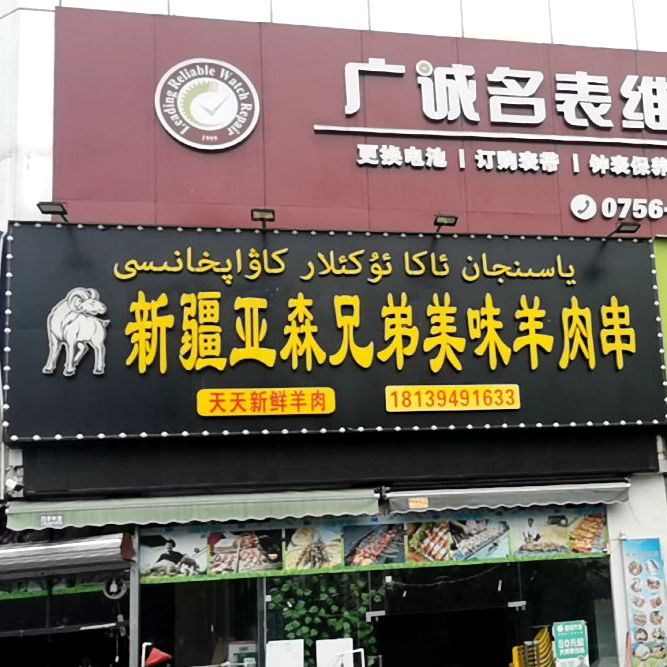 Leading Reliable Watch Repair
1999
广诚名表维
更换电池 | 订购表带 | 钟表保养
0756-
ياسىنجان ئاكا ئۇكىلار كاۋاپخانىسى
新疆亚森兄弟美味羊肉串
天天新鲜羊肉
18139491633